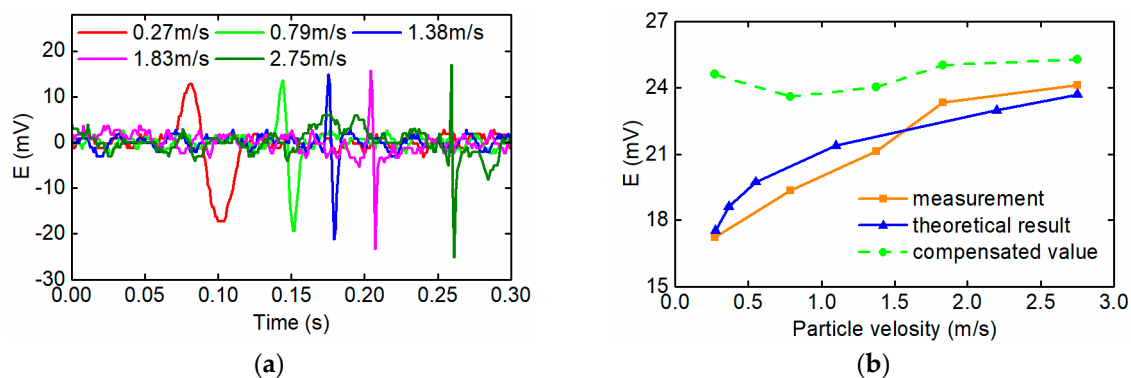 0.27m/s 0.79m/s 1.38m/s
1.83m/s 2.75m/s
20
10
0
-10
-20
-30
E (mV)
0.00 0.05 0.10 0.15 0.20 0.25 0.30
Time (s)
(a)
27
24
21
18
15
E (mV)
measurement
theoretical result
compensated value
0.0 0.5 1.0 1.5 2.0 2.5 3.0
Particle velosity (m/s)
(b)